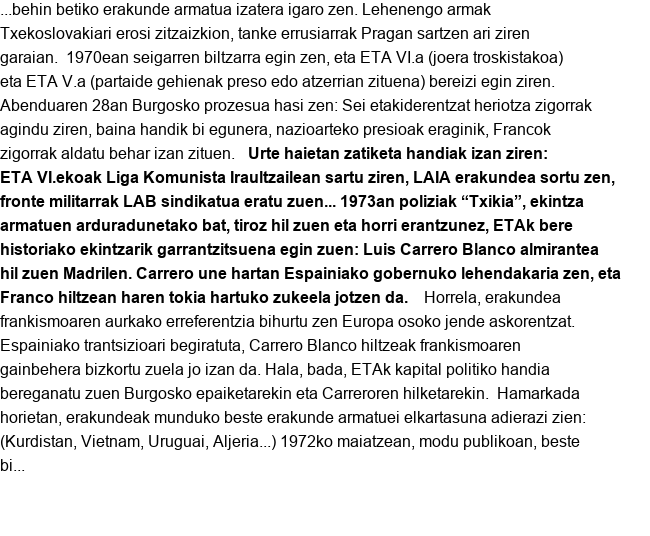 ...behin betiko erakunde armatua izatera igaro zen. Lehenengo armak
Txekoslovakiari erosi zitzaizkion, tanke errusiarrak Pragan sartzen ari ziren
garaian.  1970ean seigarren biltzarra egin zen, eta ETA VI.a (joera troskistakoa)
eta ETA V.a (partaide gehienak preso edo atzerrian zituena) bereizi egin ziren.
Abenduaren 28an Burgosko prozesua hasi zen: Sei etakiderentzat heriotza zigorrak
agindu ziren, baina handik bi egunera, nazioarteko presioak eraginik, Francok
zigorrak aldatu behar izan zituen.   Urte haietan zatiketa handiak izan ziren:
ETA VI.ekoak Liga Komunista Iraultzailean sartu ziren, LAIA erakundea sortu zen,
fronte militarrak LAB sindikatua eratu zuen... 1973an poliziak “Txikia”, ekintza
armatuen arduradunetako bat, tiroz hil zuen eta horri erantzunez, ETAk bere
historiako ekintzarik garrantzitsuena egin zuen: Luis Carrero Blanco almirantea
hil zuen Madrilen. Carrero une hartan Espainiako gobernuko lehendakaria zen, eta
Franco hiltzean haren tokia hartuko zukeela jotzen da.    Horrela, erakundea
frankismoaren aurkako erreferentzia bihurtu zen Europa osoko jende askorentzat.
Espainiako trantsizioari begiratuta, Carrero Blanco hiltzeak frankismoaren
gainbehera bizkortu zuela jo izan da. Hala, bada, ETAk kapital politiko handia
bereganatu zuen Burgosko epaiketarekin eta Carreroren hilketarekin.  Hamarkada
horietan, erakundeak munduko beste erakunde armatuei elkartasuna adierazi zien:
(Kurdistan, Vietnam, Uruguai, Aljeria...) 1972ko maiatzean, modu publikoan, beste
bi...